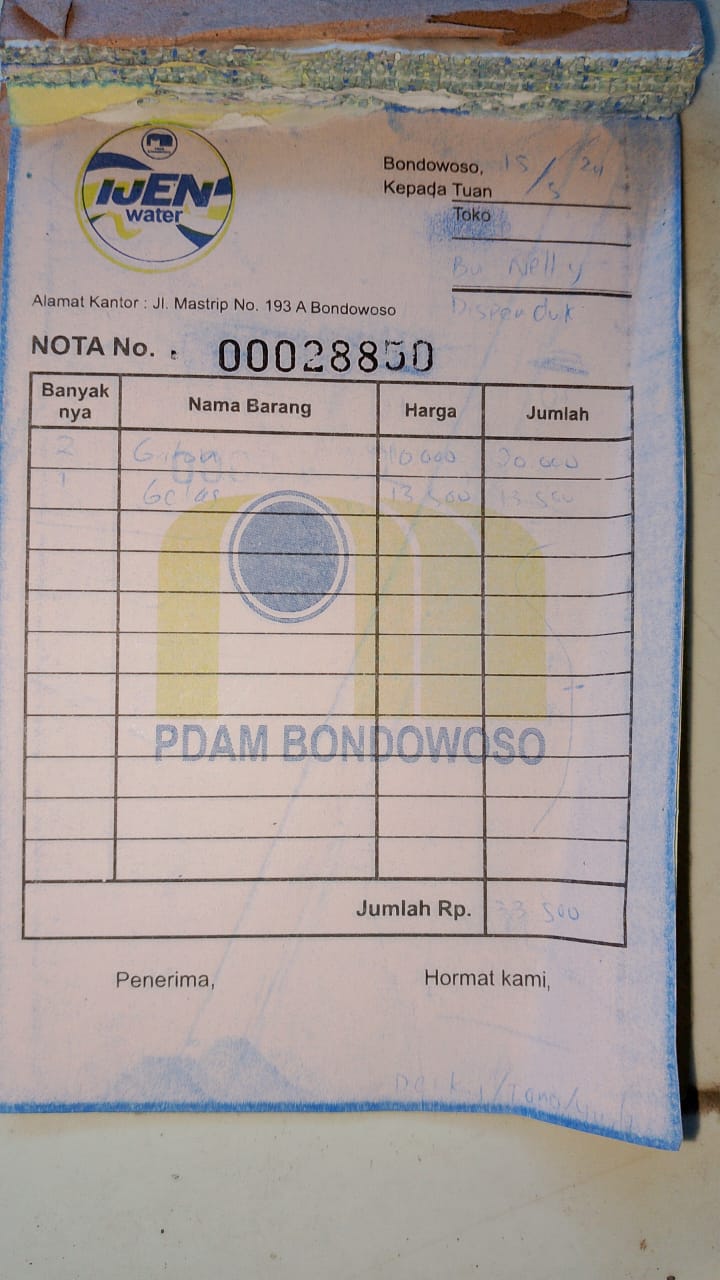 IJEN
water
Bondowoso, 15/5 24
Kepada Tuan
Toko
Bu Nelly
Dispenduk
Alamat Kantor : Jl. Mastrip No. 193 A Bondowoso
NOTA No. : 00028850
Banyak nya Nama Barang Harga Jumlah
2 Galon 10 000 20.000
1 Gelas 13 500 13 500
PDAM BONDOWOSO
Jumlah Rp. 33 500
Penerima, Hormat kami,